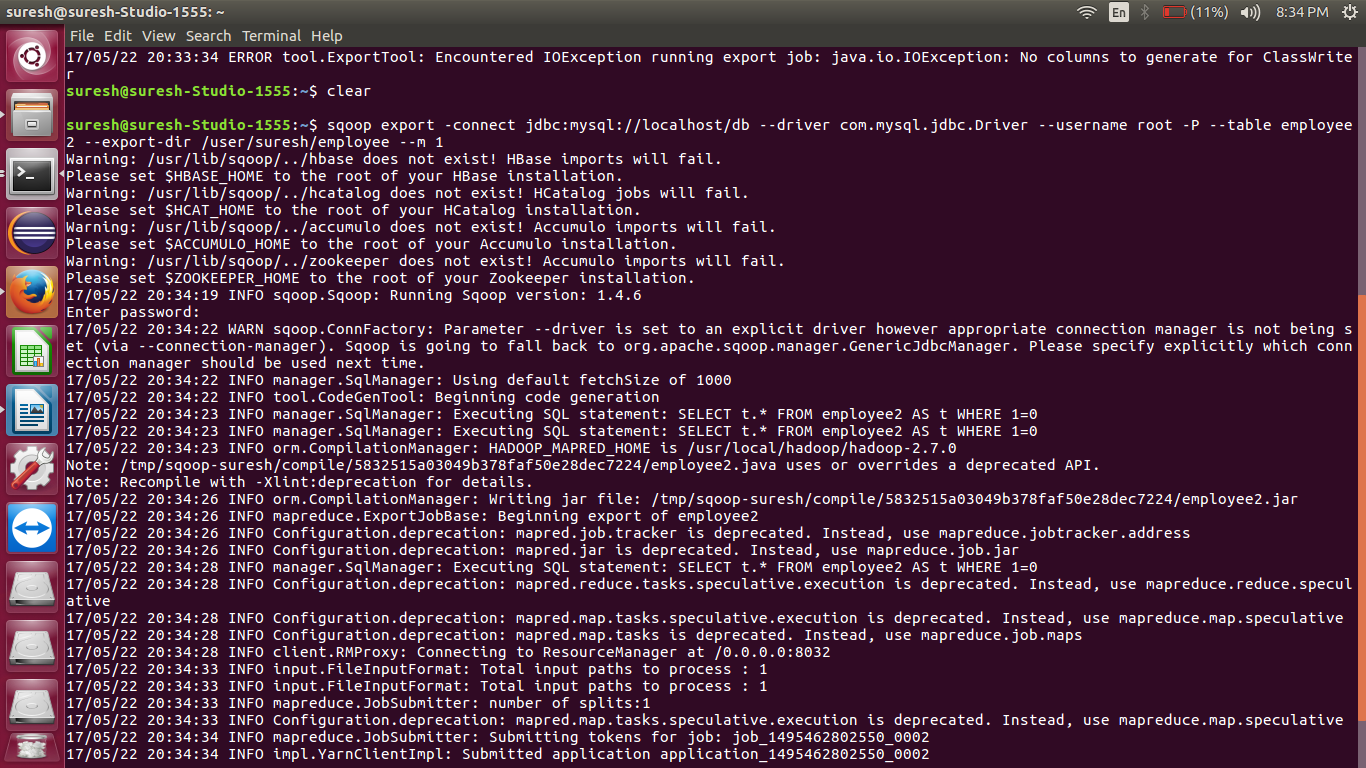 suresh@suresh-Studio-1555: ~
En
(11%)
8:34 PM
File Edit View Search Terminal Help
17/05/22 20:33:34 ERROR tool.ExportTool: Encountered IOException running export job: java.io.IOException: No columns to generate for ClassWrite
r
suresh@suresh-Studio-1555:~$ clear
suresh@suresh-Studio-1555:~$ sqoop export -connect jdbc:mysql://localhost/db --driver com.mysql.jdbc.Driver --username root -P --table employee
2 --export-dir /user/suresh/employee --m 1
Warning: /usr/lib/sqoop/../hbase does not exist! HBase imports will fail.
Please set $HBASE_HOME to the root of your HBase installation.
Warning: /usr/lib/sqoop/../hcatalog does not exist! HCatalog jobs will fail.
Please set $HCAT_HOME to the root of your HCatalog installation.
Warning: /usr/lib/sqoop/../accumulo does not exist! Accumulo imports will fail.
Please set $ACCUMULO_HOME to the root of your Accumulo installation.
Warning: /usr/lib/sqoop/../zookeeper does not exist! Accumulo imports will fail.
Please set $ZOOKEEPER_HOME to the root of your Zookeeper installation.
17/05/22 20:34:19 INFO sqoop.Sqoop: Running Sqoop version: 1.4.6
Enter password:
17/05/22 20:34:22 WARN sqoop.ConnFactory: Parameter --driver is set to an explicit driver however appropriate connection manager is not being s
et (via --connection-manager). Sqoop is going to fall back to org.apache.sqoop.manager.GenericJdbcManager. Please specify explicitly which conn
ection manager should be used next time.
17/05/22 20:34:22 INFO manager.SqlManager: Using default fetchSize of 1000
17/05/22 20:34:22 INFO tool.CodeGenTool: Beginning code generation
17/05/22 20:34:23 INFO manager.SqlManager: Executing SQL statement: SELECT t.* FROM employee2 AS t WHERE 1=0
17/05/22 20:34:23 INFO manager.SqlManager: Executing SQL statement: SELECT t.* FROM employee2 AS t WHERE 1=0
17/05/22 20:34:23 INFO orm.CompilationManager: HADOOP_MAPRED_HOME is /usr/local/hadoop/hadoop-2.7.0
Note: /tmp/sqoop-suresh/compile/5832515a03049b378faf50e28dec7224/employee2.java uses or overrides a deprecated API.
Note: Recompile with -Xlint:deprecation for details.
17/05/22 20:34:26 INFO orm.CompilationManager: Writing jar file: /tmp/sqoop-suresh/compile/5832515a03049b378faf50e28dec7224/employee2.jar
17/05/22 20:34:26 INFO mapreduce.ExportJobBase: Beginning export of employee2
17/05/22 20:34:26 INFO Configuration.deprecation: mapred.job.tracker is deprecated. Instead, use mapreduce.jobtracker.address
17/05/22 20:34:26 INFO Configuration.deprecation: mapred.jar is deprecated. Instead, use mapreduce.job.jar
17/05/22 20:34:28 INFO manager.SqlManager: Executing SQL statement: SELECT t.* FROM employee2 AS t WHERE 1=0
17/05/22 20:34:28 INFO Configuration.deprecation: mapred.reduce.tasks.speculative.execution is deprecated. Instead, use mapreduce.reduce.specul
ative
17/05/22 20:34:28 INFO Configuration.deprecation: mapred.map.tasks.speculative.execution is deprecated. Instead, use mapreduce.map.speculative
17/05/22 20:34:28 INFO Configuration.deprecation: mapred.map.tasks is deprecated. Instead, use mapreduce.job.maps
17/05/22 20:34:28 INFO client.RMProxy: Connecting to ResourceManager at /0.0.0.0:8032
17/05/22 20:34:33 INFO input.FileInputFormat: Total input paths to process : 1
17/05/22 20:34:33 INFO input.FileInputFormat: Total input paths to process : 1
17/05/22 20:34:33 INFO mapreduce.JobSubmitter: number of splits:1
17/05/22 20:34:33 INFO Configuration.deprecation: mapred.map.tasks.speculative.execution is deprecated. Instead, use mapreduce.map.speculative
17/05/22 20:34:34 INFO mapreduce.JobSubmitter: Submitting tokens for job: job_1495462802550_0002
17/05/22 20:34:34 INFO impl.YarnClientImpl: Submitted application application_1495462802550_0002